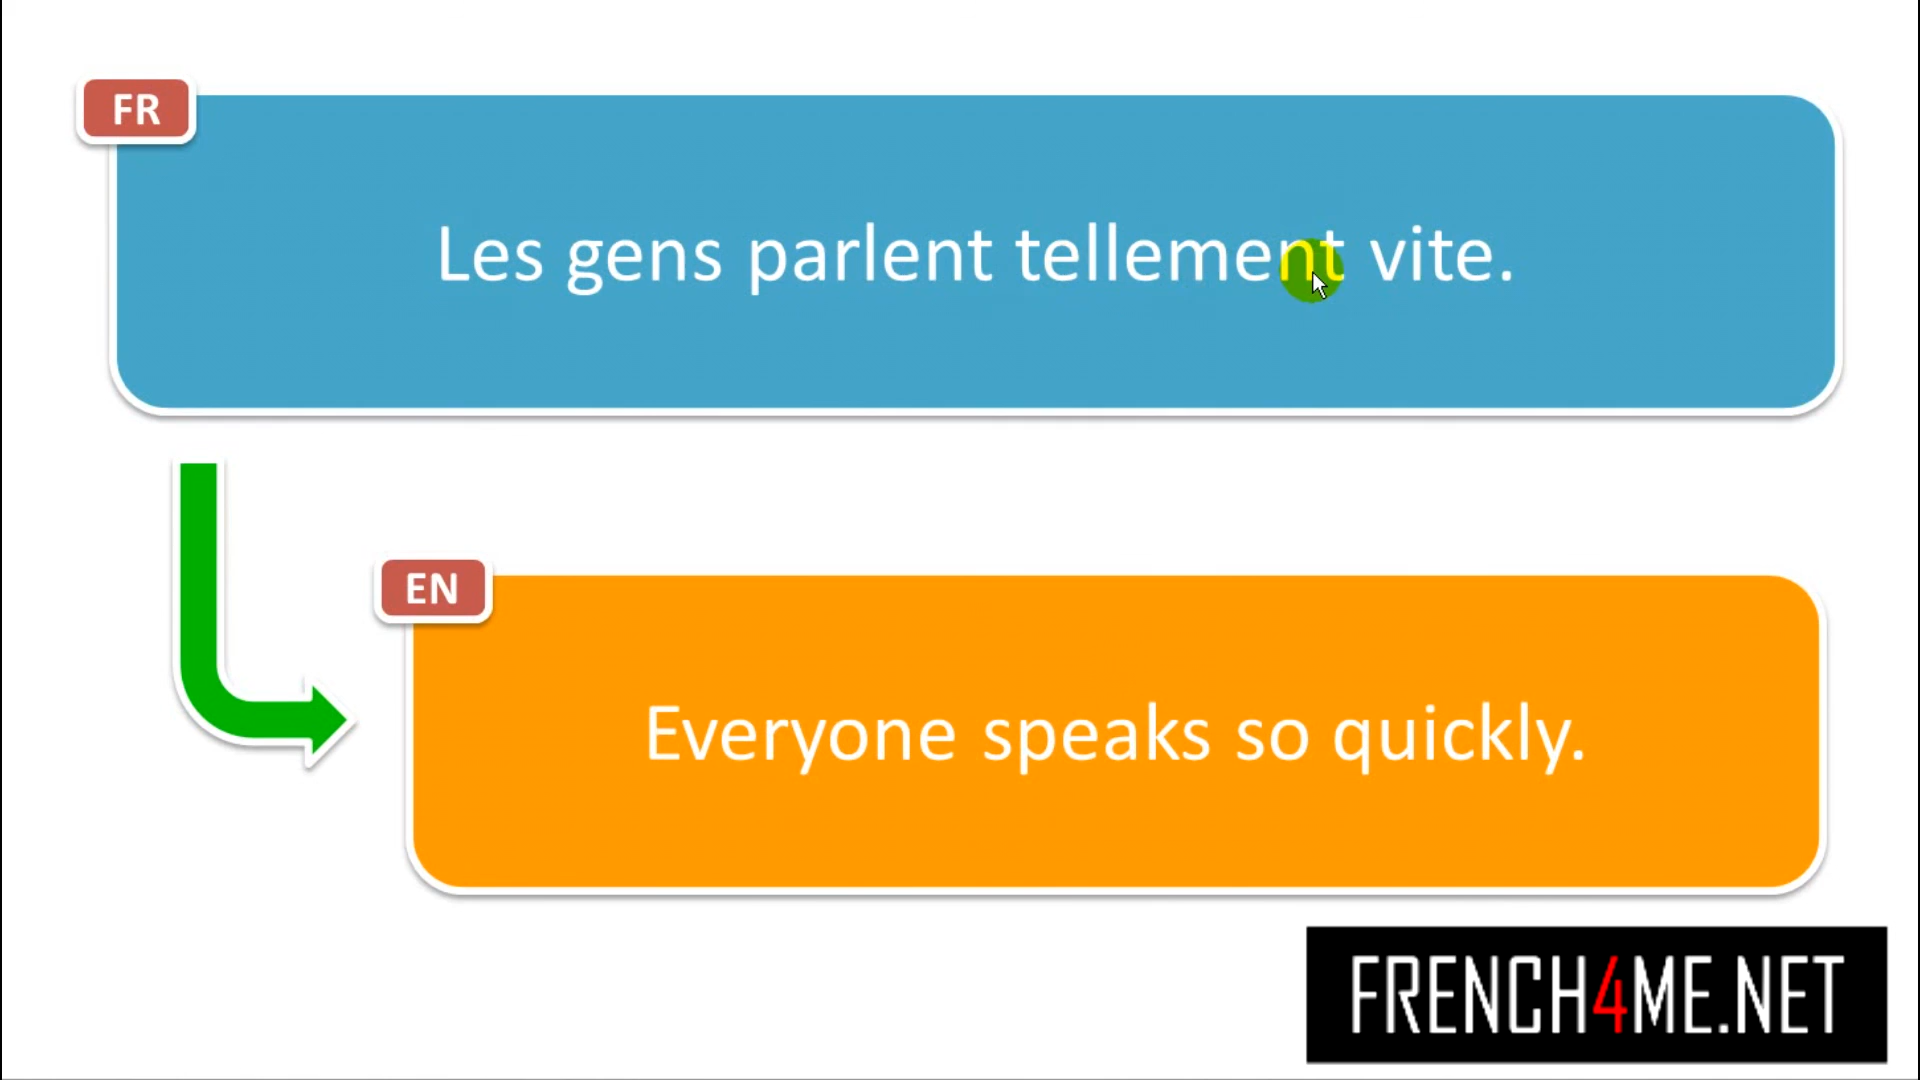 FR
Les gens parlent tellement vite.
EN
Everyone speaks so quickly.
FRENCH4ME.NET